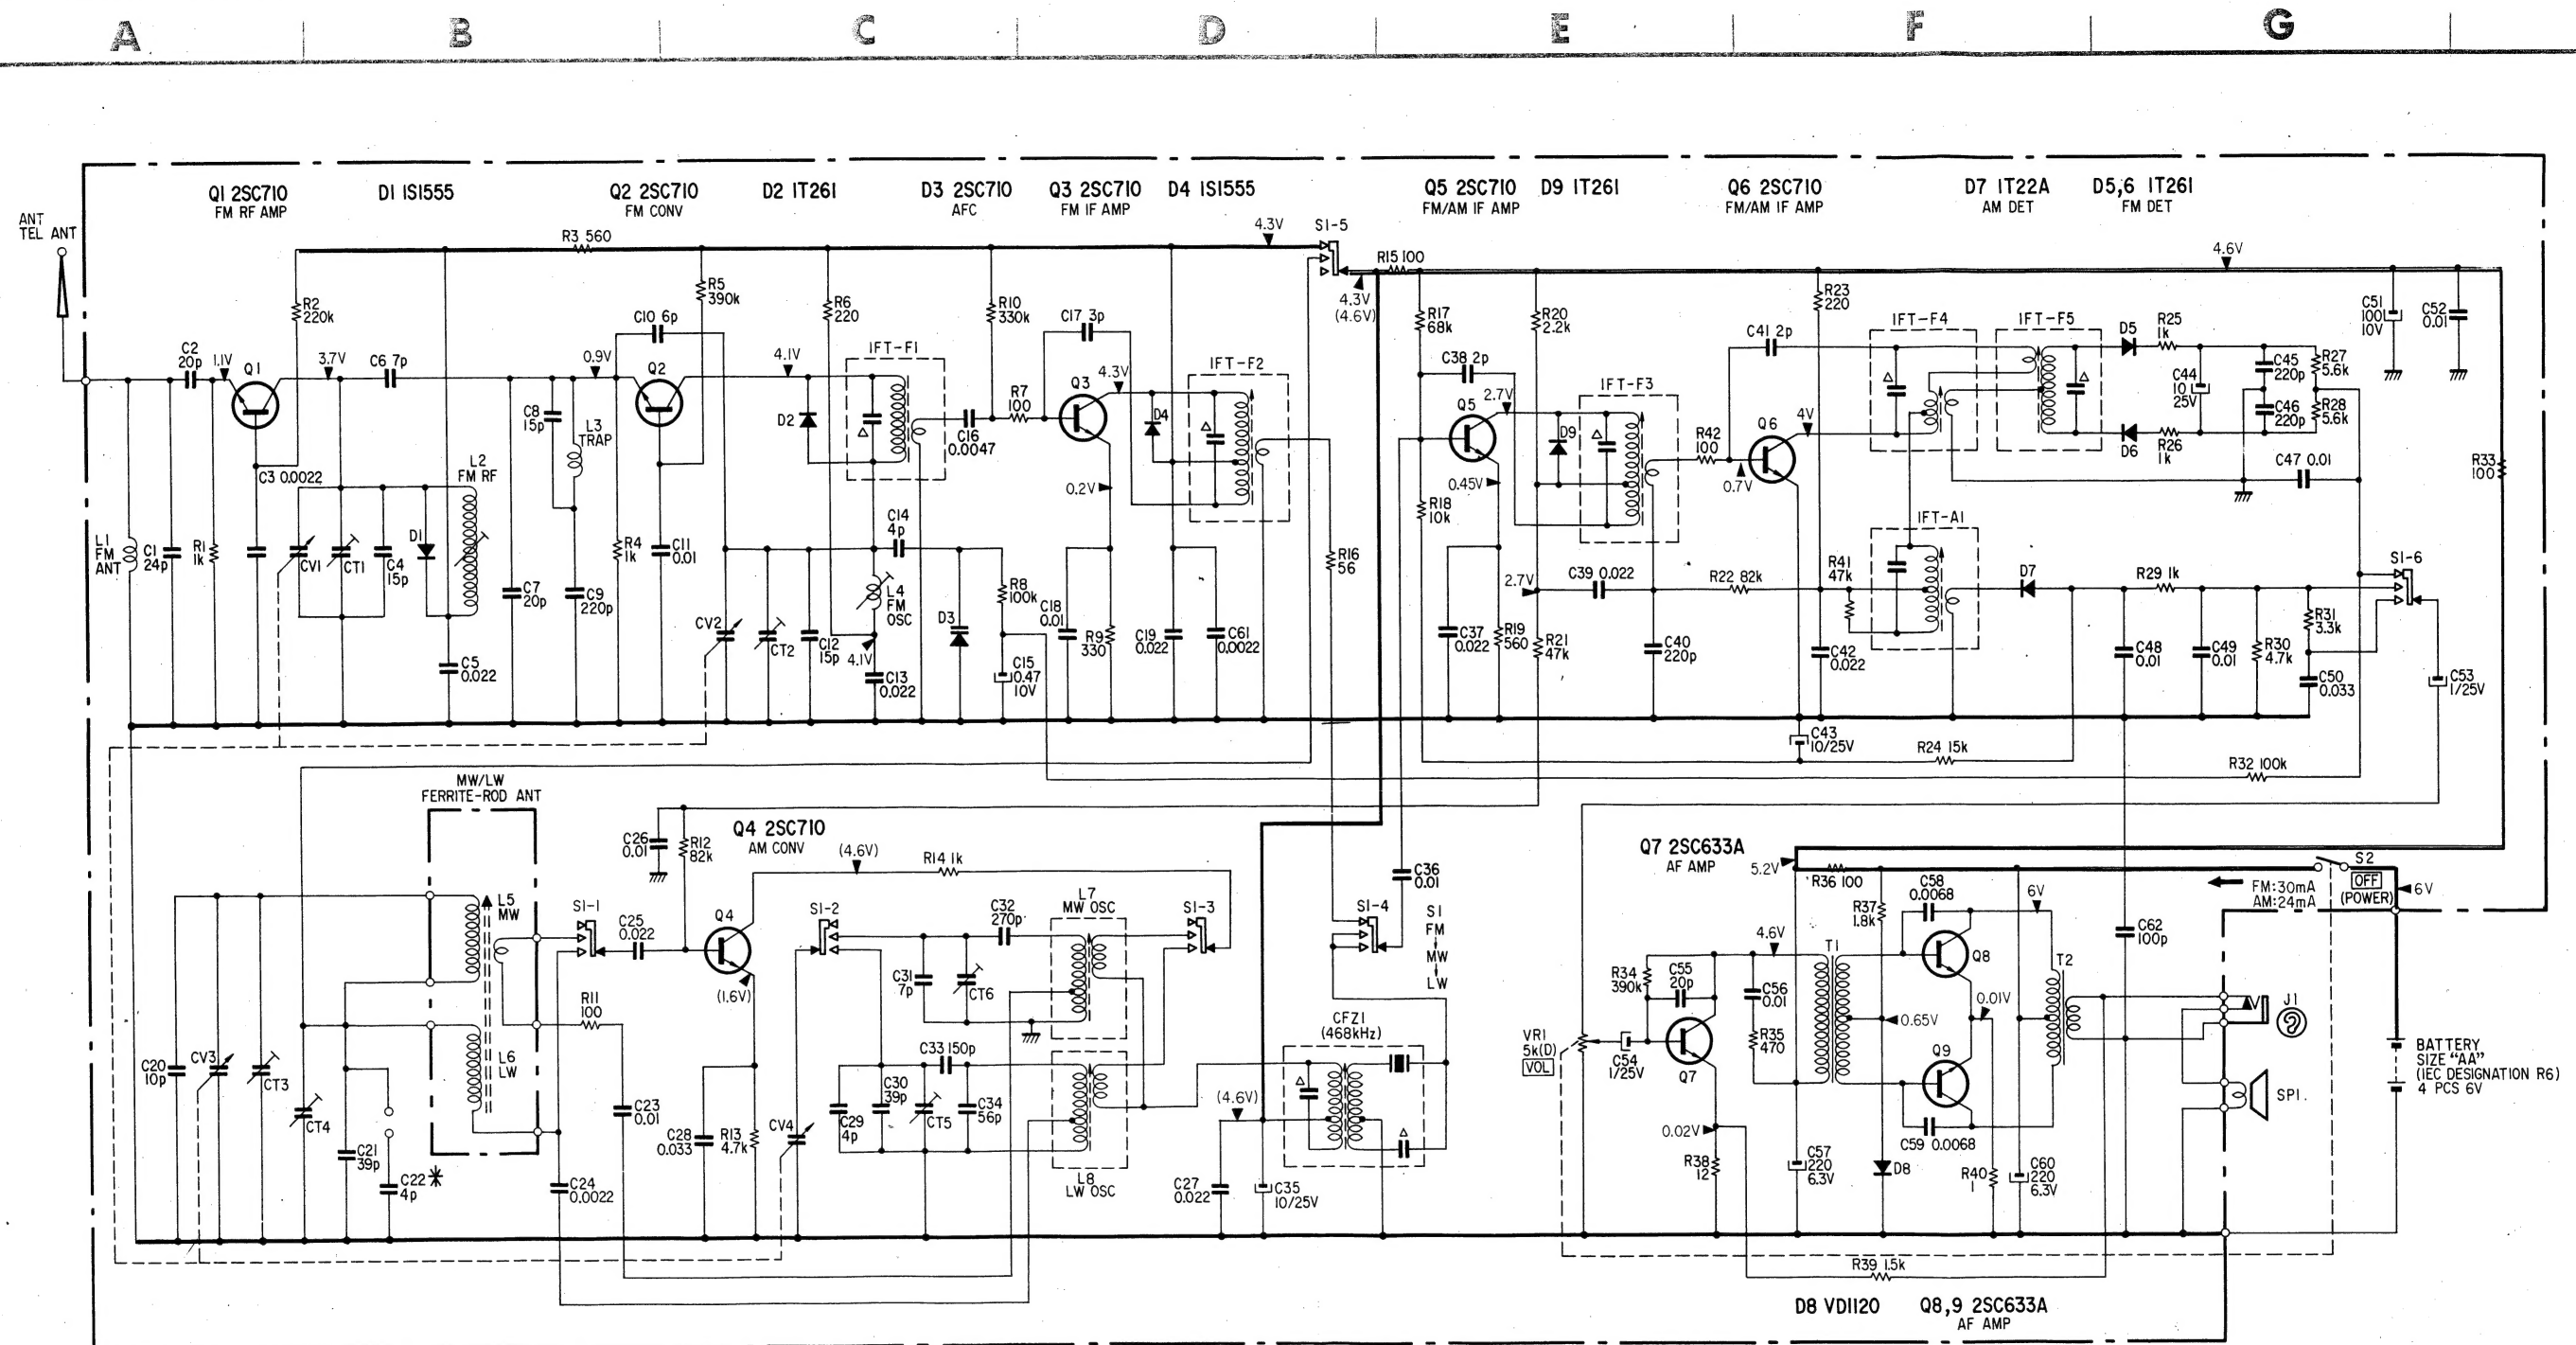 A B C D E F G
Q1 2SC710
FM RF AMP
D1 1S1555
Q2 2SC710
FM CONV
D2 1T261
D3 2SC710
AFC
Q3 2SC710
FM IF AMP
D4 1S1555
Q5 2SC710
FM/AM IF AMP
D9 1T261
Q6 2SC710
FM/AM IF AMP
D7 1T22A
AM DET
D5,6 1T261
FM DET
ANT
TEL ANT
R3 560
4.3V
S1-5
R15 100
4.3V
(4.6V)
4.6V
R2
220k
R5
390k
R6
220
R10
330k
C10 6p
C17 3p
R17
68k
R20
2.2k
R23
220
C41 2p
C51
100
10V
C52
0.01
C2
20p
1.1V
Q1
3.7V
C6 7p
0.9V
Q2
4.1V
IFT-F1
R7
100
Q3
4.3V
IFT-F2
C38 2p
2.7V
Q5
IFT-F3
Q6
4V
IFT-F4
IFT-F5
D5
R25
1k
C44
10
25V
C45
220p
R27
5.6k
C46
220p
R28
5.6k
D6
R26
1k
C8
15p
L3
TRAP
D2
C16
0.0047
D4
D9
R42
100
0.7V
C47 0.01
R33
100
C3 0.0022
L2
FM RF
0.2V
0.45V
R18
10k
L1
FM
ANT
C1
24p
R1
1k
CV1
CT1
C4
15p
D1
C7
20p
C9
220p
R4
1k
C11
0.01
C14
4p
L4
FM
OSC
R8
100k
R16
56
IFT-A1
S1-6
C5
0.022
CV2
CT2
C12
15p
4.1V
C13
0.022
D3
C15
0.47
10V
C18
0.01
R9
330
C19
0.022
C61
0.0022
C37
0.022
R19
560
2.7V
C39 0.022
R21
47k
C40
220p
R22 82k
R41
47k
C42
0.022
D7
R29 1k
C48
0.01
C49
0.01
R30
4.7k
R31
3.3k
C50
0.033
C53
1/25V
C43
10/25V
R24 15k
R32 100k
MW/LW
FERRITE-ROD ANT
C26
0.01
R12
82k
Q4 2SC710
AM CONV
(4.6V)
R14 1k
C36
0.01
Q7 2SC633A
AF AMP
5.2V
R36 100
S2
OFF
(POWER)
6V
FM:30mA
AM:24mA
L5
MW
S1-1
C25
0.022
Q4
S1-2
C32
270p
L7
MW OSC
S1-3
S1-4
S1
FM
MW
LW
C58
0.0068
R37
1.8k
6V
Q8
C62
100p
(1.6V)
C31
7p
CT6
R34
390k
C55
20p
4.6V
C56
0.01
T1
T2
0.01V
R11
100
CFZ1
(468kHz)
VR1
5k(D)
VOL
C54
1/25V
Q7
R35
470
0.65V
Q9
J1
BATTERY
SIZE "AA"
(IEC DESIGNATION R6)
4 PCS 6V
C20
10p
CV3
CT3
CT4
L6
LW
C33 150p
C29
4p
C30
39p
CT5
C34
56p
(4.6V)
SP1.
C21
39p
C22
4p
C23
0.01
C24
0.0022
C28
0.033
R13
4.7k
CV4
L8
LW OSC
C27
0.022
C35
10/25V
0.02V
R38
12
C57
220
6.3V
D8
C59 0.0068
R40
1
C60
220
6.3V
R39 1.5k
D8 VD1120
Q8,9 2SC633A
AF AMP